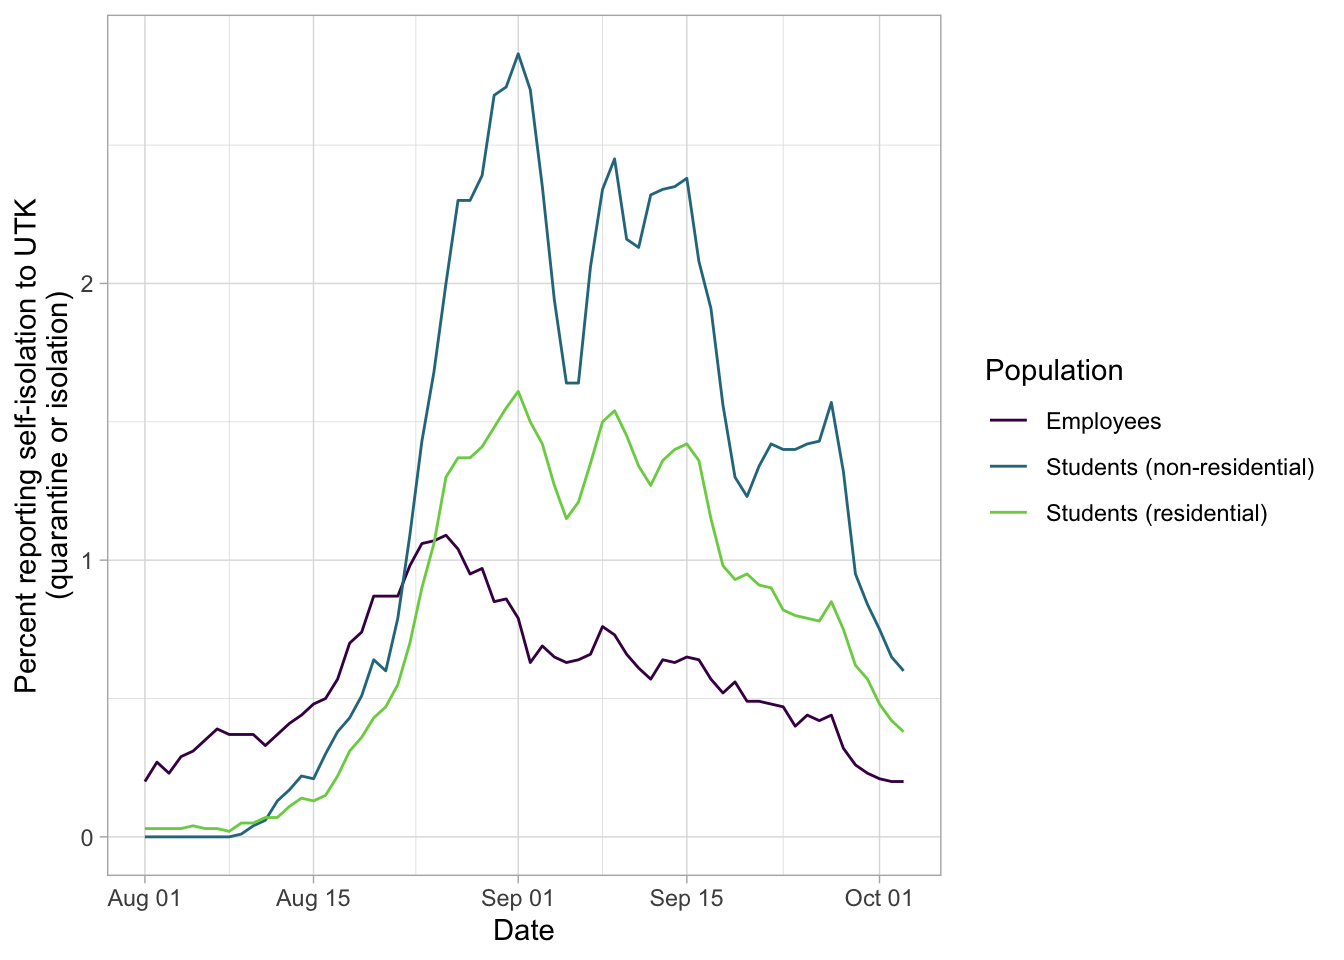 Percent reporting self-isolation to UTK
(quarantine or isolation)
2
1
0
Aug 01
Aug 15
Sep 01
Sep 15
Oct 01
Date
Population
Employees
Students (non-residential)
Students (residential)